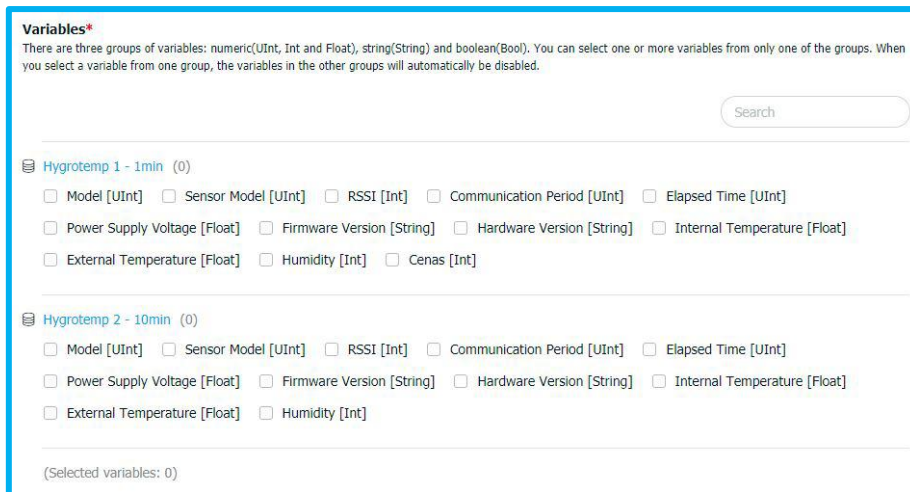 Variables*
There are three groups of variables: numeric(UInt, Int and Float), string(String) and boolean(Bool). You can select one or more variables from only one of the groups. When
you select a variable from one group, the variables in the other groups will automatically be disabled.
Search
Hygrotemp 1 - 1min (0)
Model [UInt] Sensor Model [UInt] RSSI [Int] Communication Period [UInt] Elapsed Time [UInt]
Power Supply Voltage [Float] Firmware Version [String] Hardware Version [String] Internal Temperature [Float]
External Temperature [Float] Humidity [Int] Cenas [Int]
Hygrotemp 2 - 10min (0)
Model [UInt] Sensor Model [UInt] RSSI [Int] Communication Period [UInt] Elapsed Time [UInt]
Power Supply Voltage [Float] Firmware Version [String] Hardware Version [String] Internal Temperature [Float]
External Temperature [Float] Humidity [Int]
(Selected variables: 0)